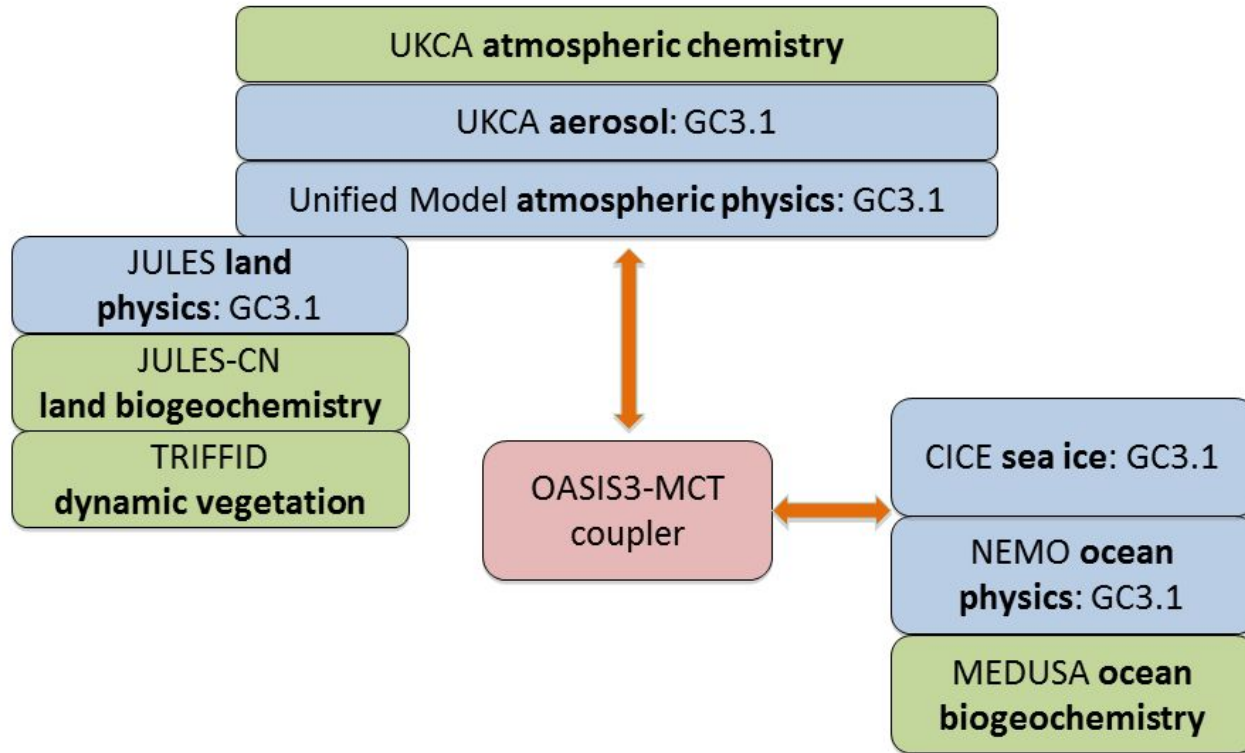 UKCA atmospheric chemistry
UKCA aerosol: GC3.1
Unified Model atmospheric physics: GC3.1
JULES land
physics: GC3.1
JULES-CN
land biogeochemistry
TRIFFID
dynamic vegetation
OASIS3-MCT
coupler
CICE sea ice: GC3.1
NEMO ocean
physics: GC3.1
MEDUSA ocean
biogeochemistry